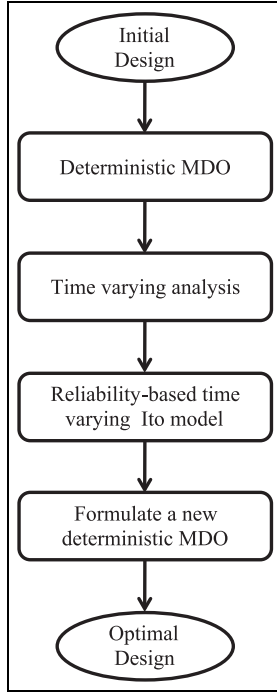 Initial
Design
Deterministic MDO
Time varying analysis
Reliability-based time
varying Ito model
Formulate a new
deterministic MDO
Optimal
Design